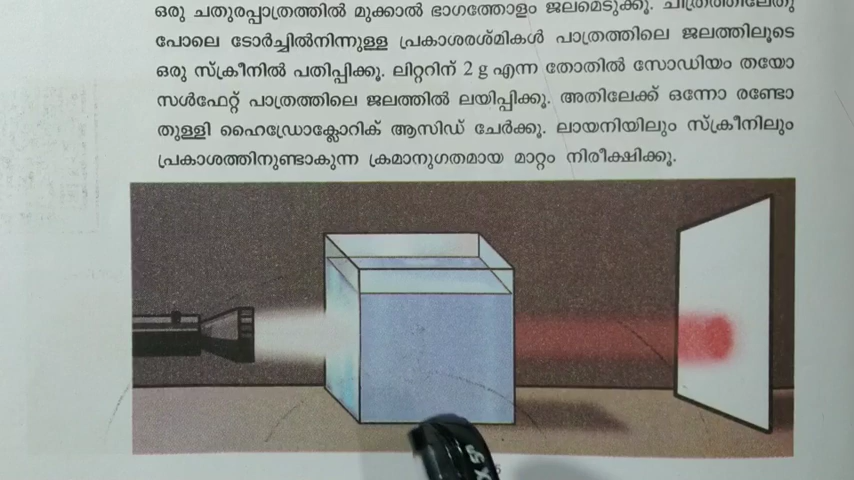 ഒരു ചതുരപ്പാത്രത്തിൽ മുക്കാൽ ഭാഗത്തോളം ജലമെടുക്കൂ. ചിത്രത്തിലേതു
പോലെ ടോർച്ചിൽനിന്നുള്ള പ്രകാശരശ്മികൾ പാത്രത്തിലെ ജലത്തിലൂടെ
ഒരു സ്ക്രീനിൽ പതിപ്പിക്കൂ. ലിറ്ററിന് 2 g എന്ന തോതിൽ സോഡിയം തയോ
സൾഫേറ്റ് പാത്രത്തിലെ ജലത്തിൽ ലയിപ്പിക്കൂ. അതിലേക്ക് ഒന്നോ രണ്ടോ
തുള്ളി ഹൈഡ്രോക്ലോറിക് ആസിഡ് ചേർക്കൂ. ലായനിയിലും സ്ക്രീനിലും
പ്രകാശത്തിനുണ്ടാകുന്ന ക്രമാനുഗതമായ മാറ്റം നിരീക്ഷിക്കൂ.